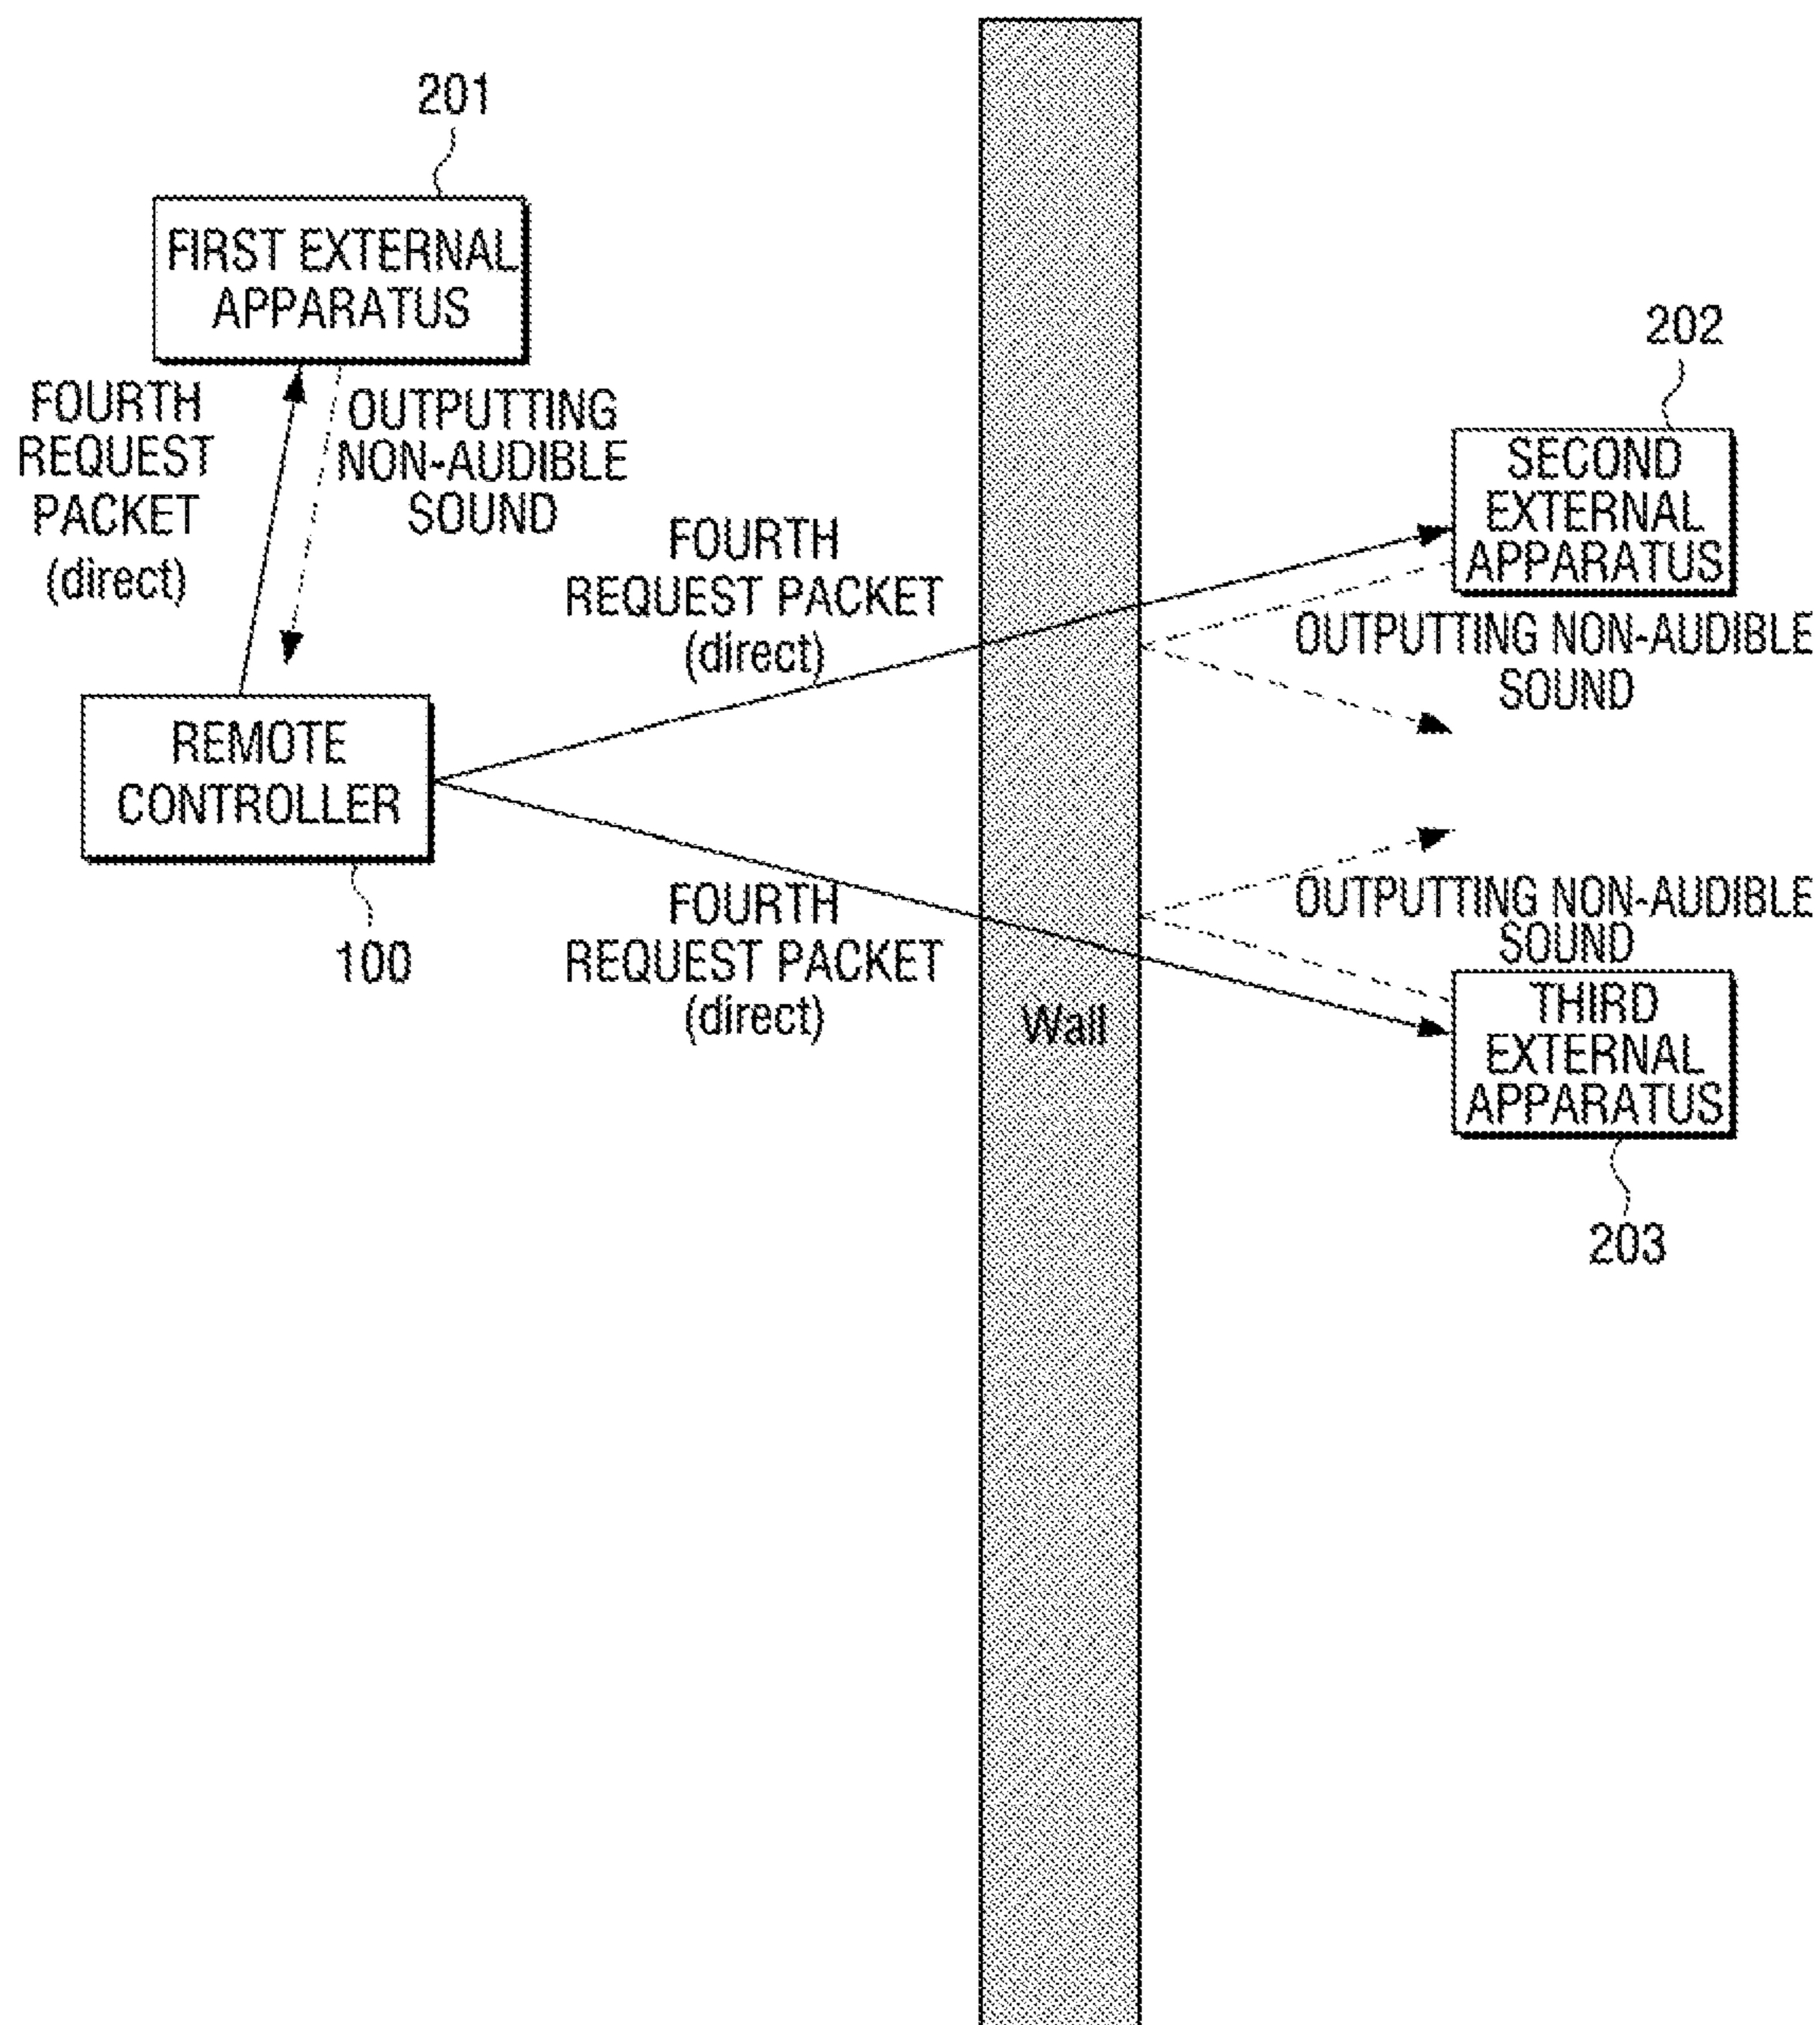 201
FIRST EXTERNAL
APPARATUS
FOURTH
REQUEST
PACKET
(direct)
OUTPUTTING
NON-AUDIBLE
SOUND
REMOTE
CONTROLLER
100
FOURTH
REQUEST PACKET
(direct)
FOURTH
REQUEST PACKET
(direct)
Wall
202
SECOND
EXTERNAL
APPARATUS
OUTPUTTING NON-AUDIBLE
SOUND
OUTPUTTING NON-AUDIBLE
SOUND
THIRD
EXTERNAL
APPARATUS
203